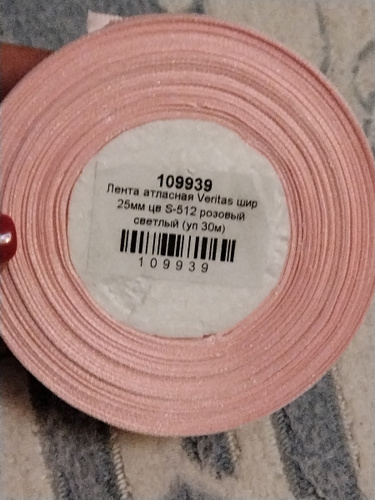 109939
Лента атласная Veritas шир
25мм цв S-512 розовый
светлый (уп 30м)
109939